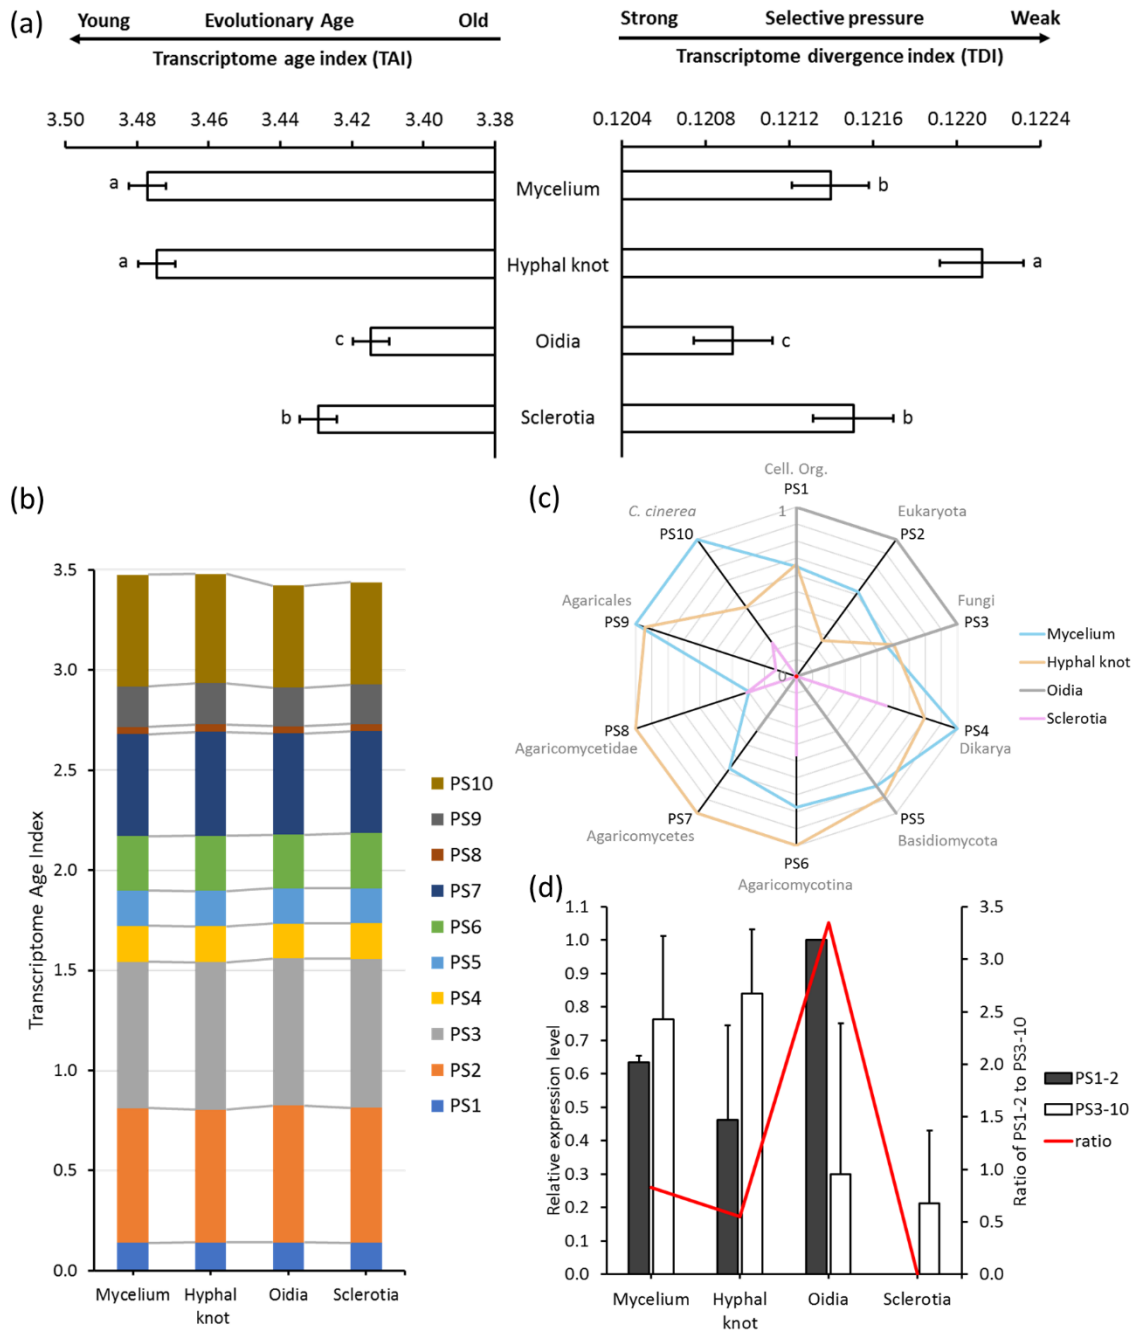 (a)
Young Evolutionary Age Old
Transcriptome age index (TAI)
Strong Selective pressure Weak
Transcriptome divergence index (TDI)
3.50 3.48 3.46 3.44 3.42 3.40 3.38
0.1204 0.1208 0.1212 0.1216 0.1220 0.1224
a Mycelium b
a Hyphal knot a
c Oidia c
b Sclerotia b
(b)
Transcriptome Age Index
3.5
3.0
2.5
2.0
1.5
1.0
0.5
0.0
Mycelium Hyphal knot Oidia Sclerotia
PS10
PS9
PS8
PS7
PS6
PS5
PS4
PS3
PS2
PS1
(c)
Cell. Org.
PS1
Eukaryota
PS2
Fungi
PS3
PS4
Dikarya
PS5
Basidiomycota
PS6
Agaricomycotina
PS7
Agaricomycetes
PS8
Agaricomycetidae
Agaricales
PS9
C. cinerea
PS10
1
0
Mycelium
Hyphal knot
Oidia
Sclerotia
(d)
Relative expression level
1.1
1.0
0.9
0.8
0.7
0.6
0.5
0.4
0.3
0.2
0.1
0.0
Ratio of PS1-2 to PS3-10
3.5
3.0
2.5
2.0
1.5
1.0
0.5
0.0
Mycelium Hyphal knot Oidia Sclerotia
PS1-2
PS3-10
ratio